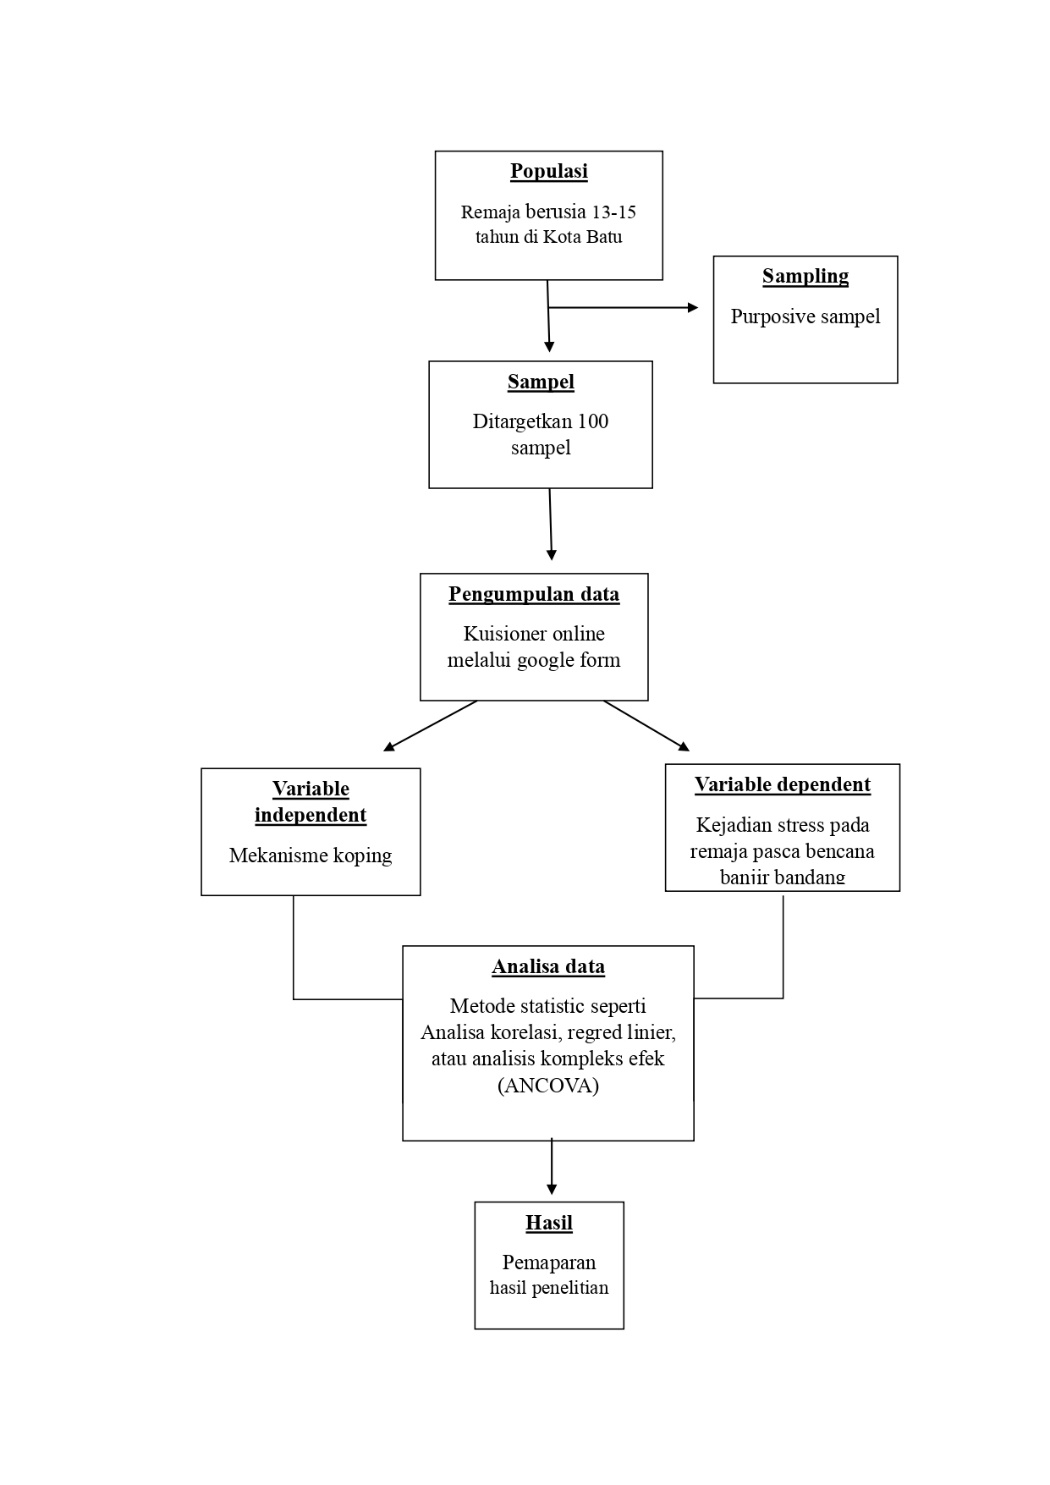 Populasi
Remaja berusia 13-15
tahun di Kota Batu
Sampling
Purposive sampel
Sampel
Ditargetkan 100
sampel
Pengumpulan data
Kuisioner online
melalui google form
Variable
independent
Mekanisme koping
Variable dependent
Kejadian stress pada
remaja pasca bencana
banjir bandang
Analisa data
Metode statistic seperti
Analisa korelasi, regred linier,
atau analisis kompleks efek
(ANCOVA)
Hasil
Pemaparan
hasil penelitian